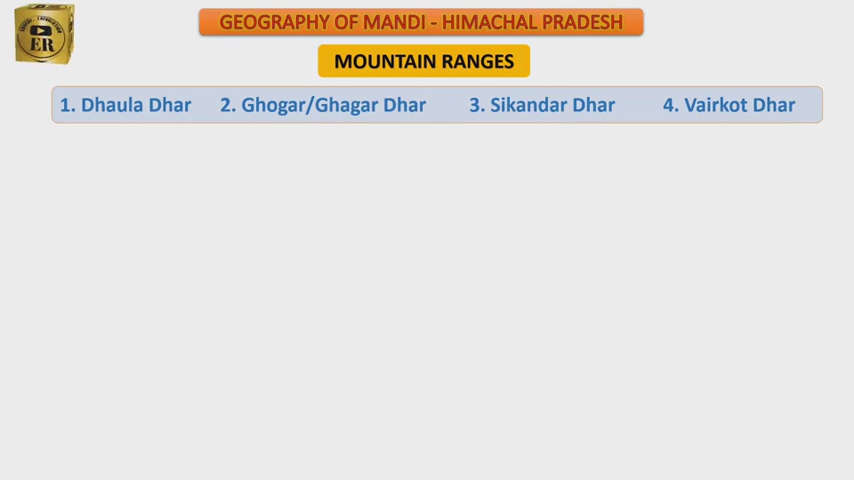 GEOGRAPHY OF MANDI - HIMACHAL PRADESH
ER
MOUNTAIN RANGES
1. Dhaula Dhar 2. Ghogar/Ghagar Dhar 3. Sikandar Dhar 4. Vairkot Dhar